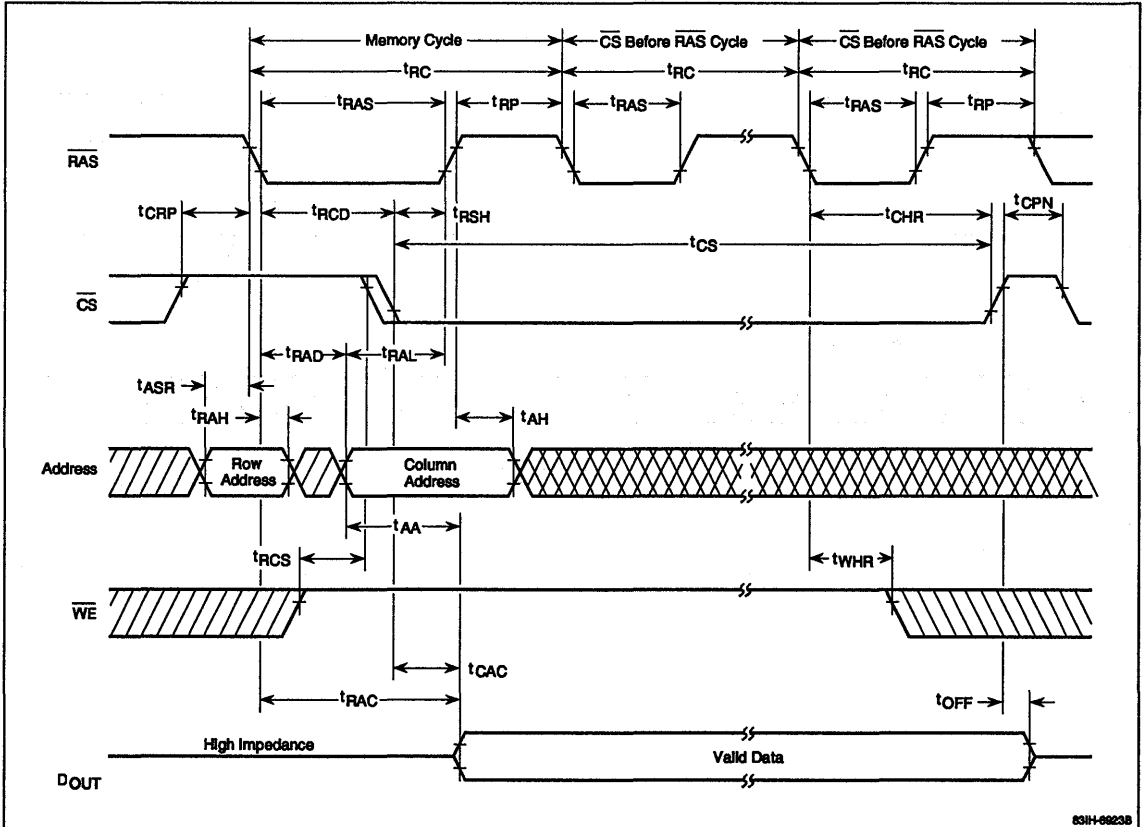 Memory Cycle
CS Before RAS Cycle
CS Before RAS Cycle
tRC
tRC
tRC
tRAS
tRP
tRAS
tRAS
tRP
RAS
tCRP
tRCD
tRSH
tCHR
tCPN
tCS
CS
tRAD
tRAL
tASR
tRAH
tAH
Address
Row Address
Column Address
tAA
tRCS
tWHR
WE
tCAC
tRAC
tOFF
High Impedance
Valid Data
DOUT
83IH-6923B